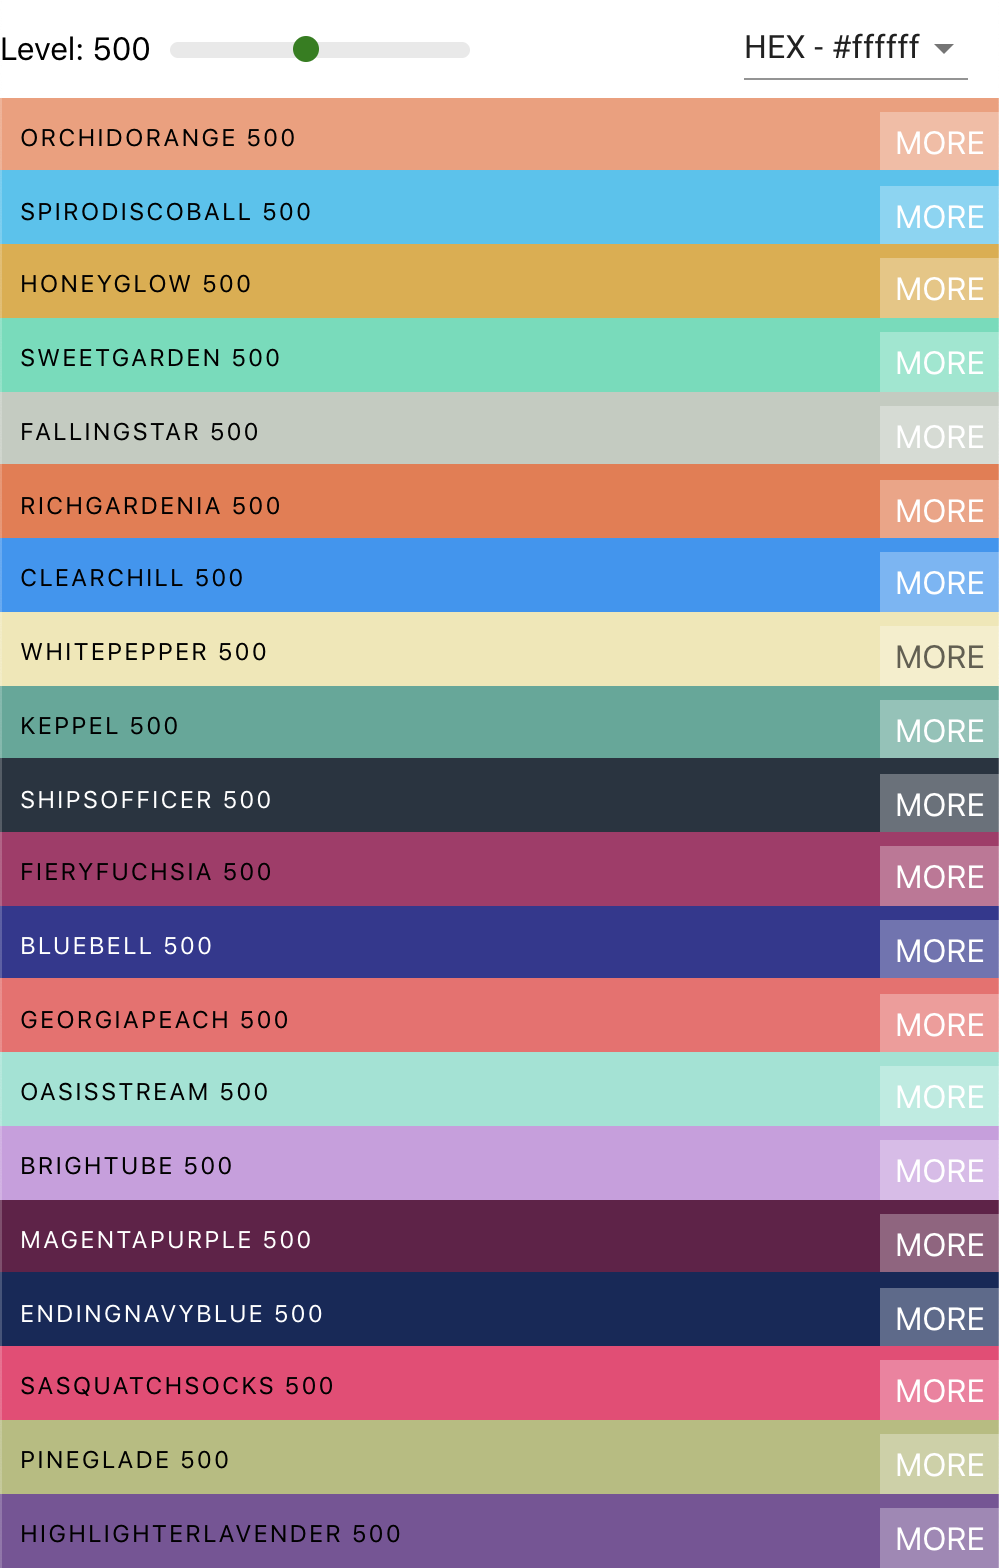 Level: 500 HEX - #ffffff
ORCHIDORANGE 500 MORE
SPIRODISCOBALL 500 MORE
HONEYGLOW 500 MORE
SWEETGARDEN 500 MORE
FALLINGSTAR 500 MORE
RICHGARDENIA 500 MORE
CLEARCHILL 500 MORE
WHITEPEPPER 500 MORE
KEPPEL 500 MORE
SHIPSOFFICER 500 MORE
FIERYFUCHSIA 500 MORE
BLUEBELL 500 MORE
GEORGIAPEACH 500 MORE
OASISSTREAM 500 MORE
BRIGHTUBE 500 MORE
MAGENTAPURPLE 500 MORE
ENDINGNAVYBLUE 500 MORE
SASQUATCHSOCKS 500 MORE
PINEGLADE 500 MORE
HIGHLIGHTERLAVENDER 500 MORE